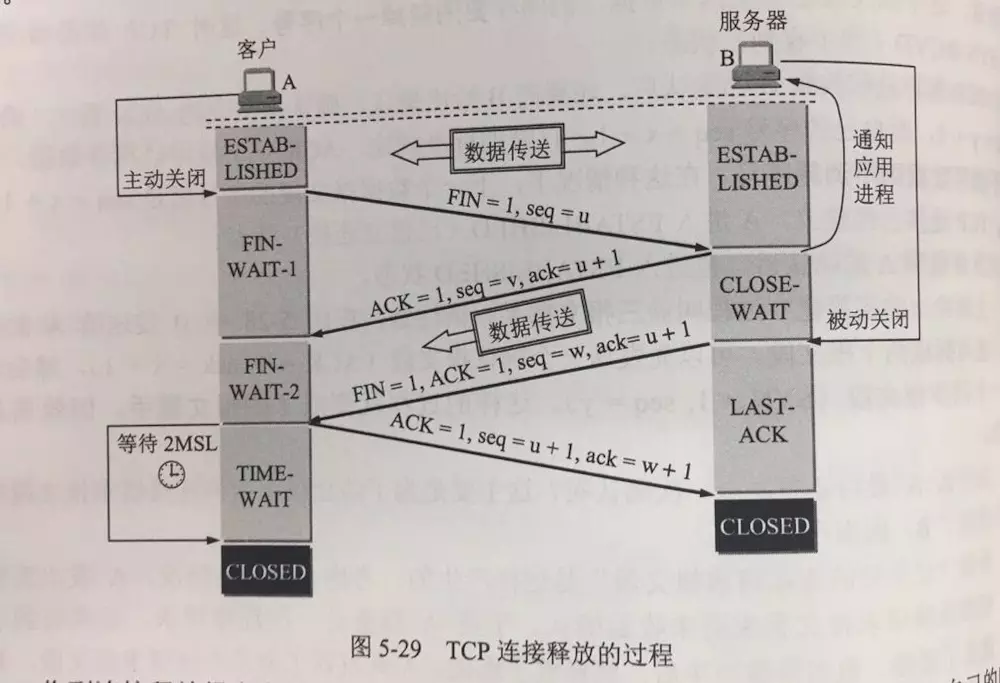 客户
A
服务器
B
ESTAB-
LISHED
数据传送
ESTAB-
LISHED
通知
应用
进程
主动关闭
FIN = 1, seq = u
FIN-
WAIT-1
ACK = 1, seq = v, ack= u + 1
CLOSE-
WAIT
数据传送
被动关闭
FIN = 1, ACK = 1, seq = w, ack= u + 1
FIN-
WAIT-2
LAST-
ACK
ACK = 1, seq = u + 1, ack = w + 1
等待 2MSL
TIME-
WAIT
CLOSED
CLOSED
图 5-29 TCP 连接释放的过程